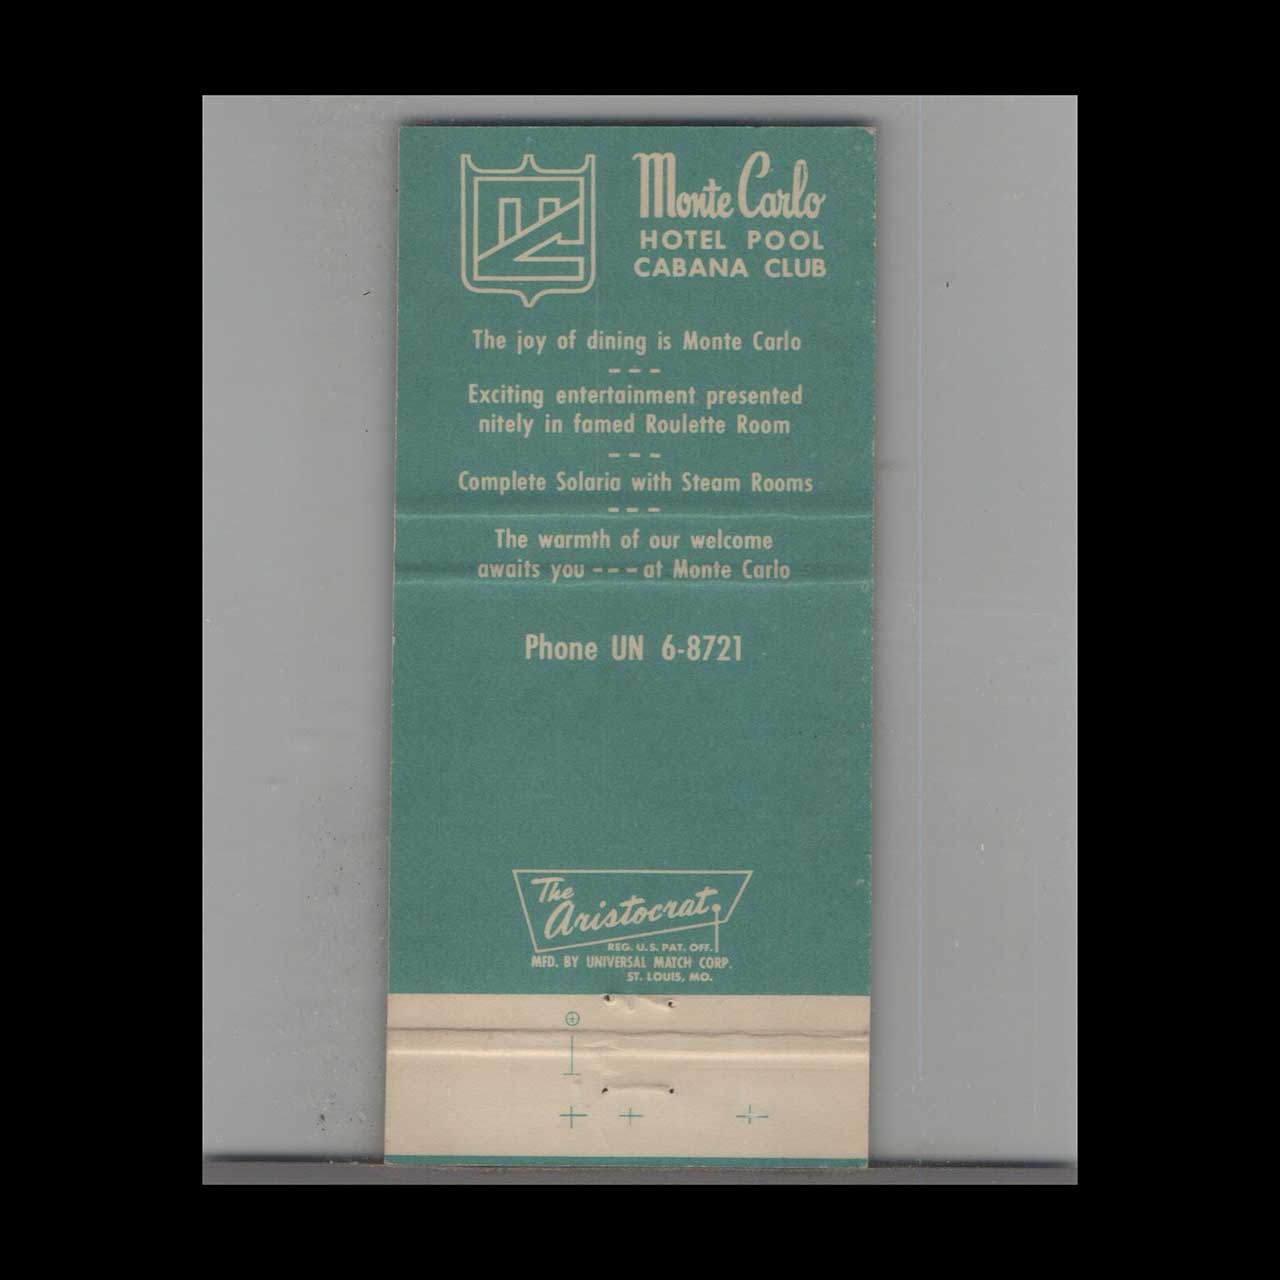 MC
Monte Carlo
HOTEL POOL
CABANA CLUB
The joy of dining is Monte Carlo
---
Exciting entertainment presented
nitely in famed Roulette Room
---
Complete Solaria with Steam Rooms
---
The warmth of our welcome
awaits you --- at Monte Carlo
Phone UN 6-8721
The
Aristocrat
REG. U.S. PAT. OFF.
MFD. BY UNIVERSAL MATCH CORP.
ST. LOUIS, MO.